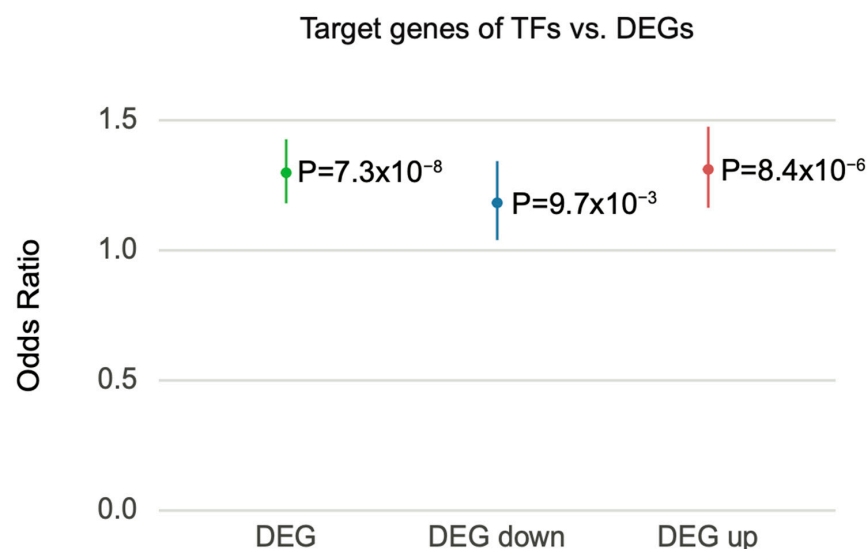 Target genes of TFs vs. DEGs
1.5
P=7.3x10⁻⁸
P=9.7x10⁻³
P=8.4x10⁻⁶
1.0
Odds Ratio
0.5
0.0
DEG
DEG down
DEG up